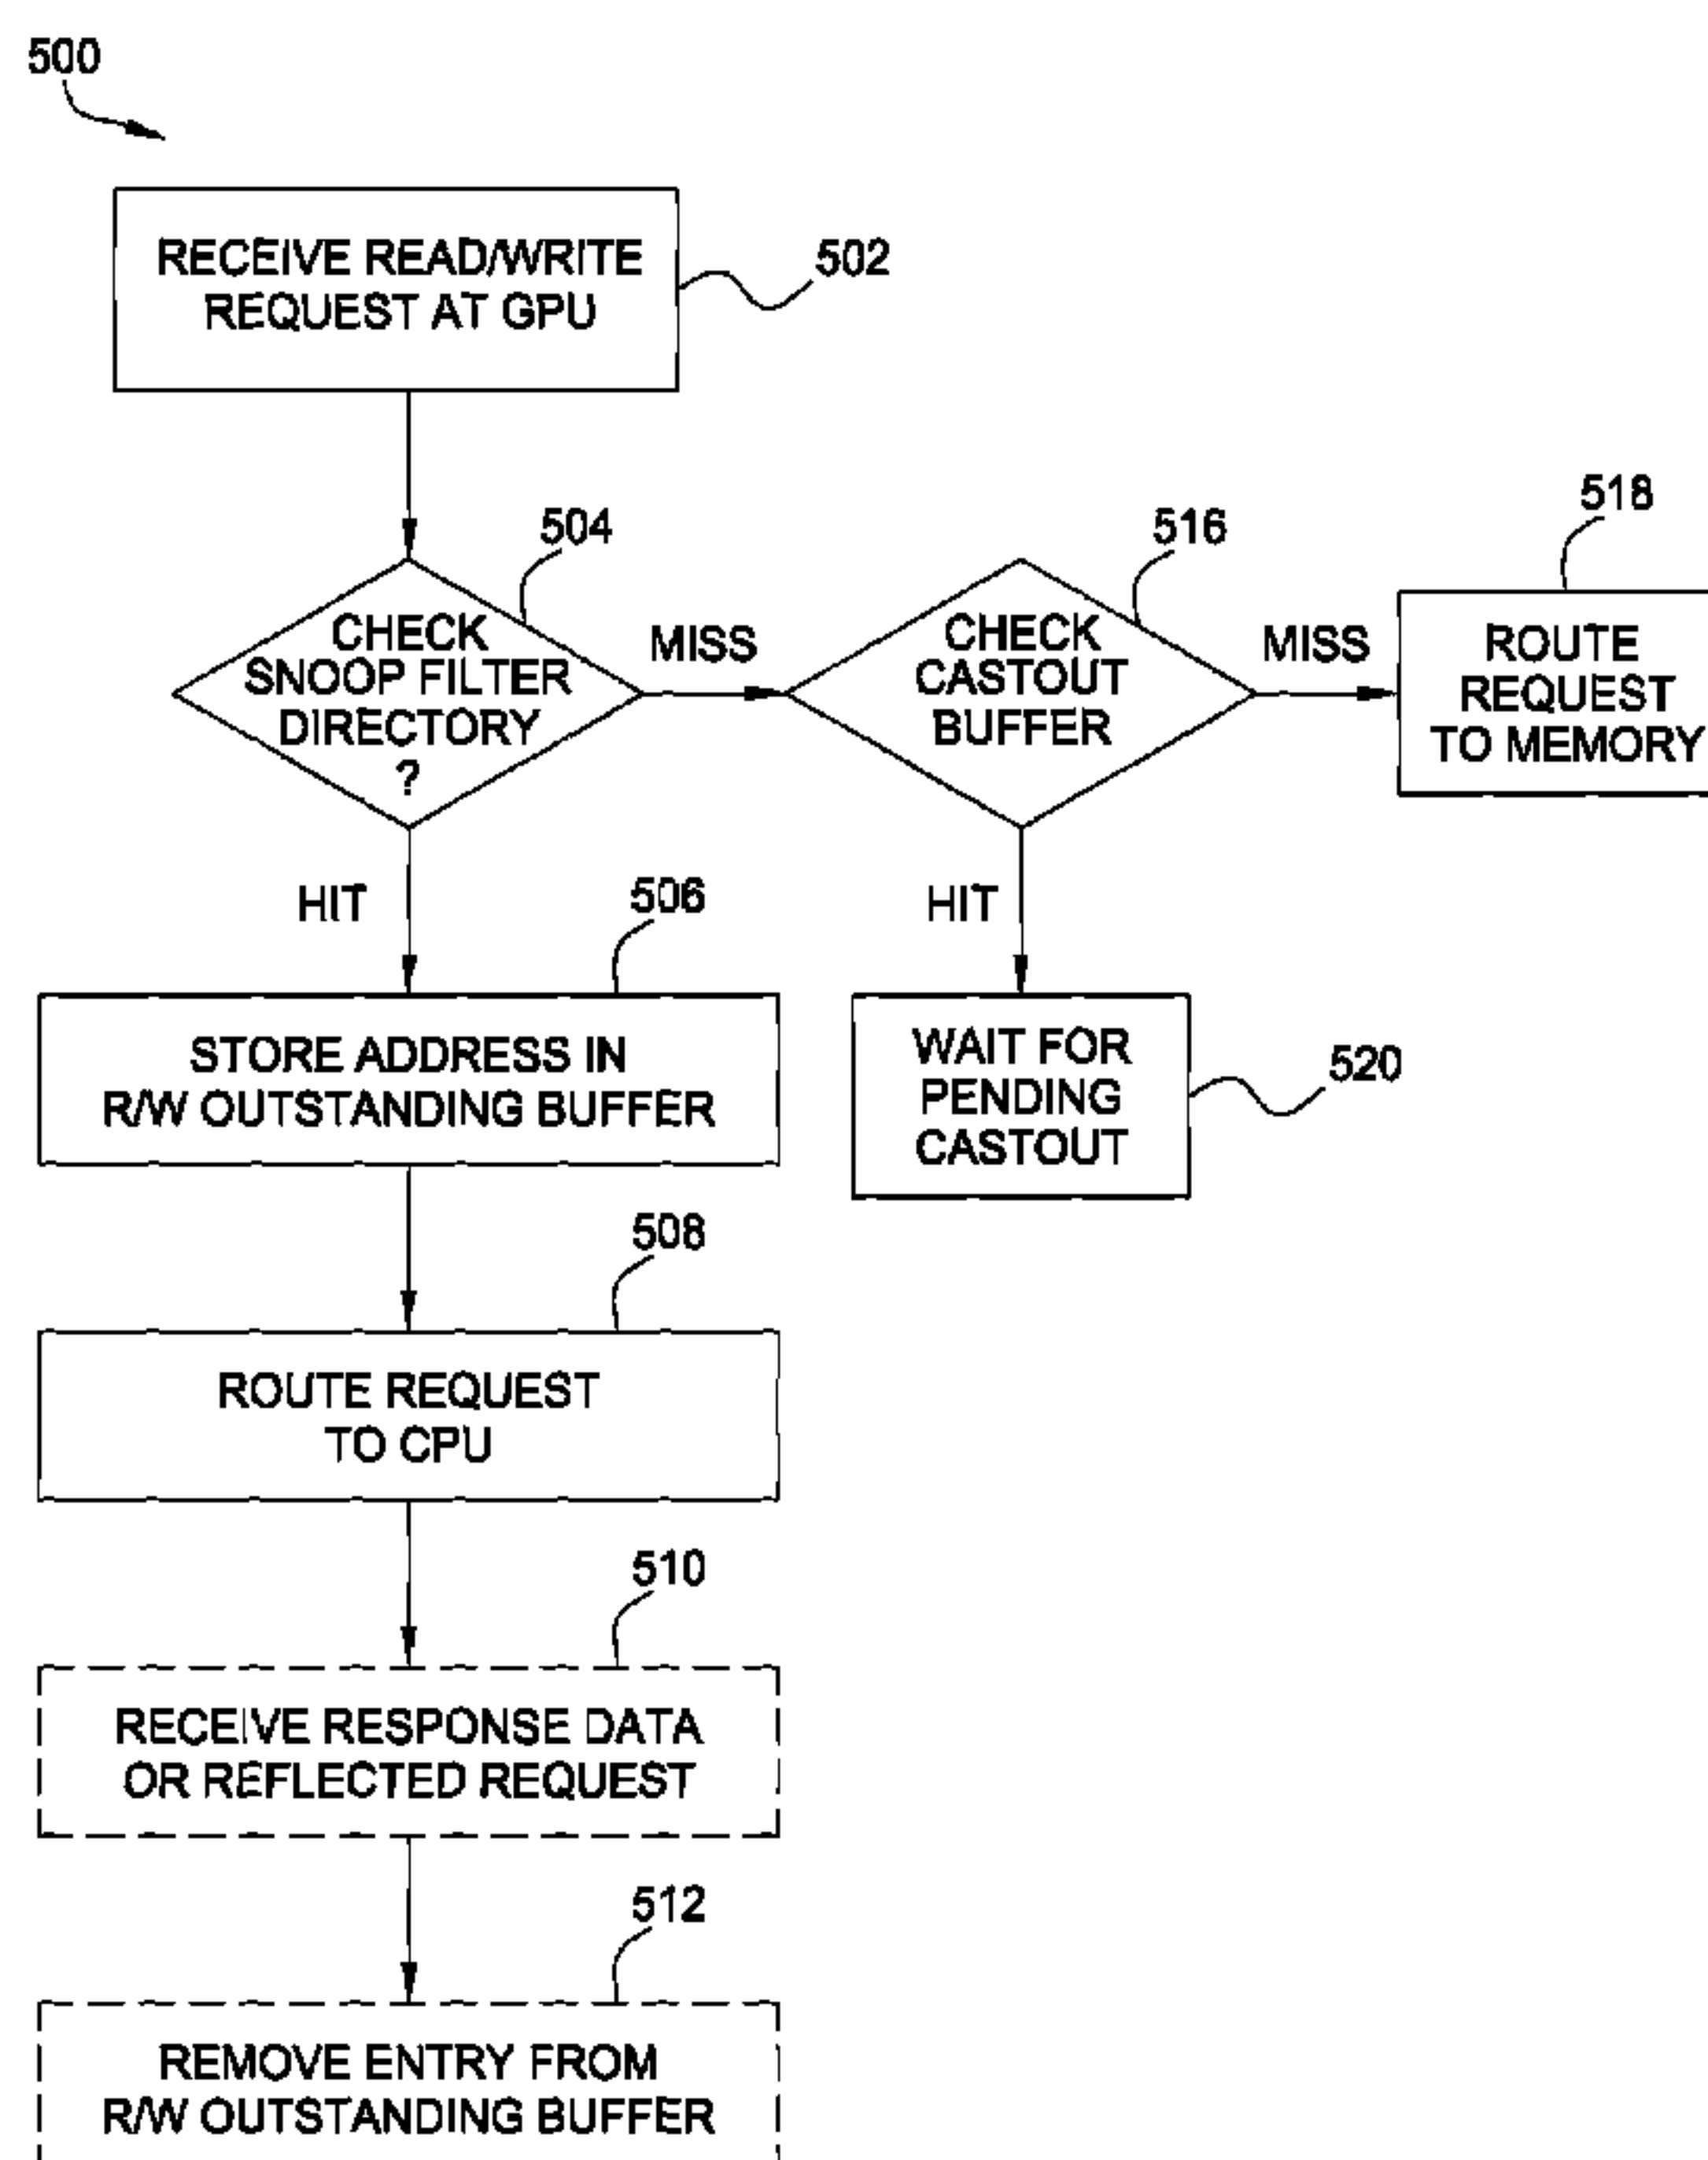 500
RECEIVE READ/WRITE
REQUEST AT GPU
502
504
CHECK
SNOOP FILTER
DIRECTORY
?
MISS
516
CHECK
CASTOUT
BUFFER
MISS
518
ROUTE
REQUEST
TO MEMORY
HIT
HIT
506
STORE ADDRESS IN
R/W OUTSTANDING BUFFER
WAIT FOR
PENDING
CASTOUT
520
508
ROUTE REQUEST
TO CPU
510
RECEIVE RESPONSE DATA
OR REFLECTED REQUEST
512
REMOVE ENTRY FROM
R/W OUTSTANDING BUFFER